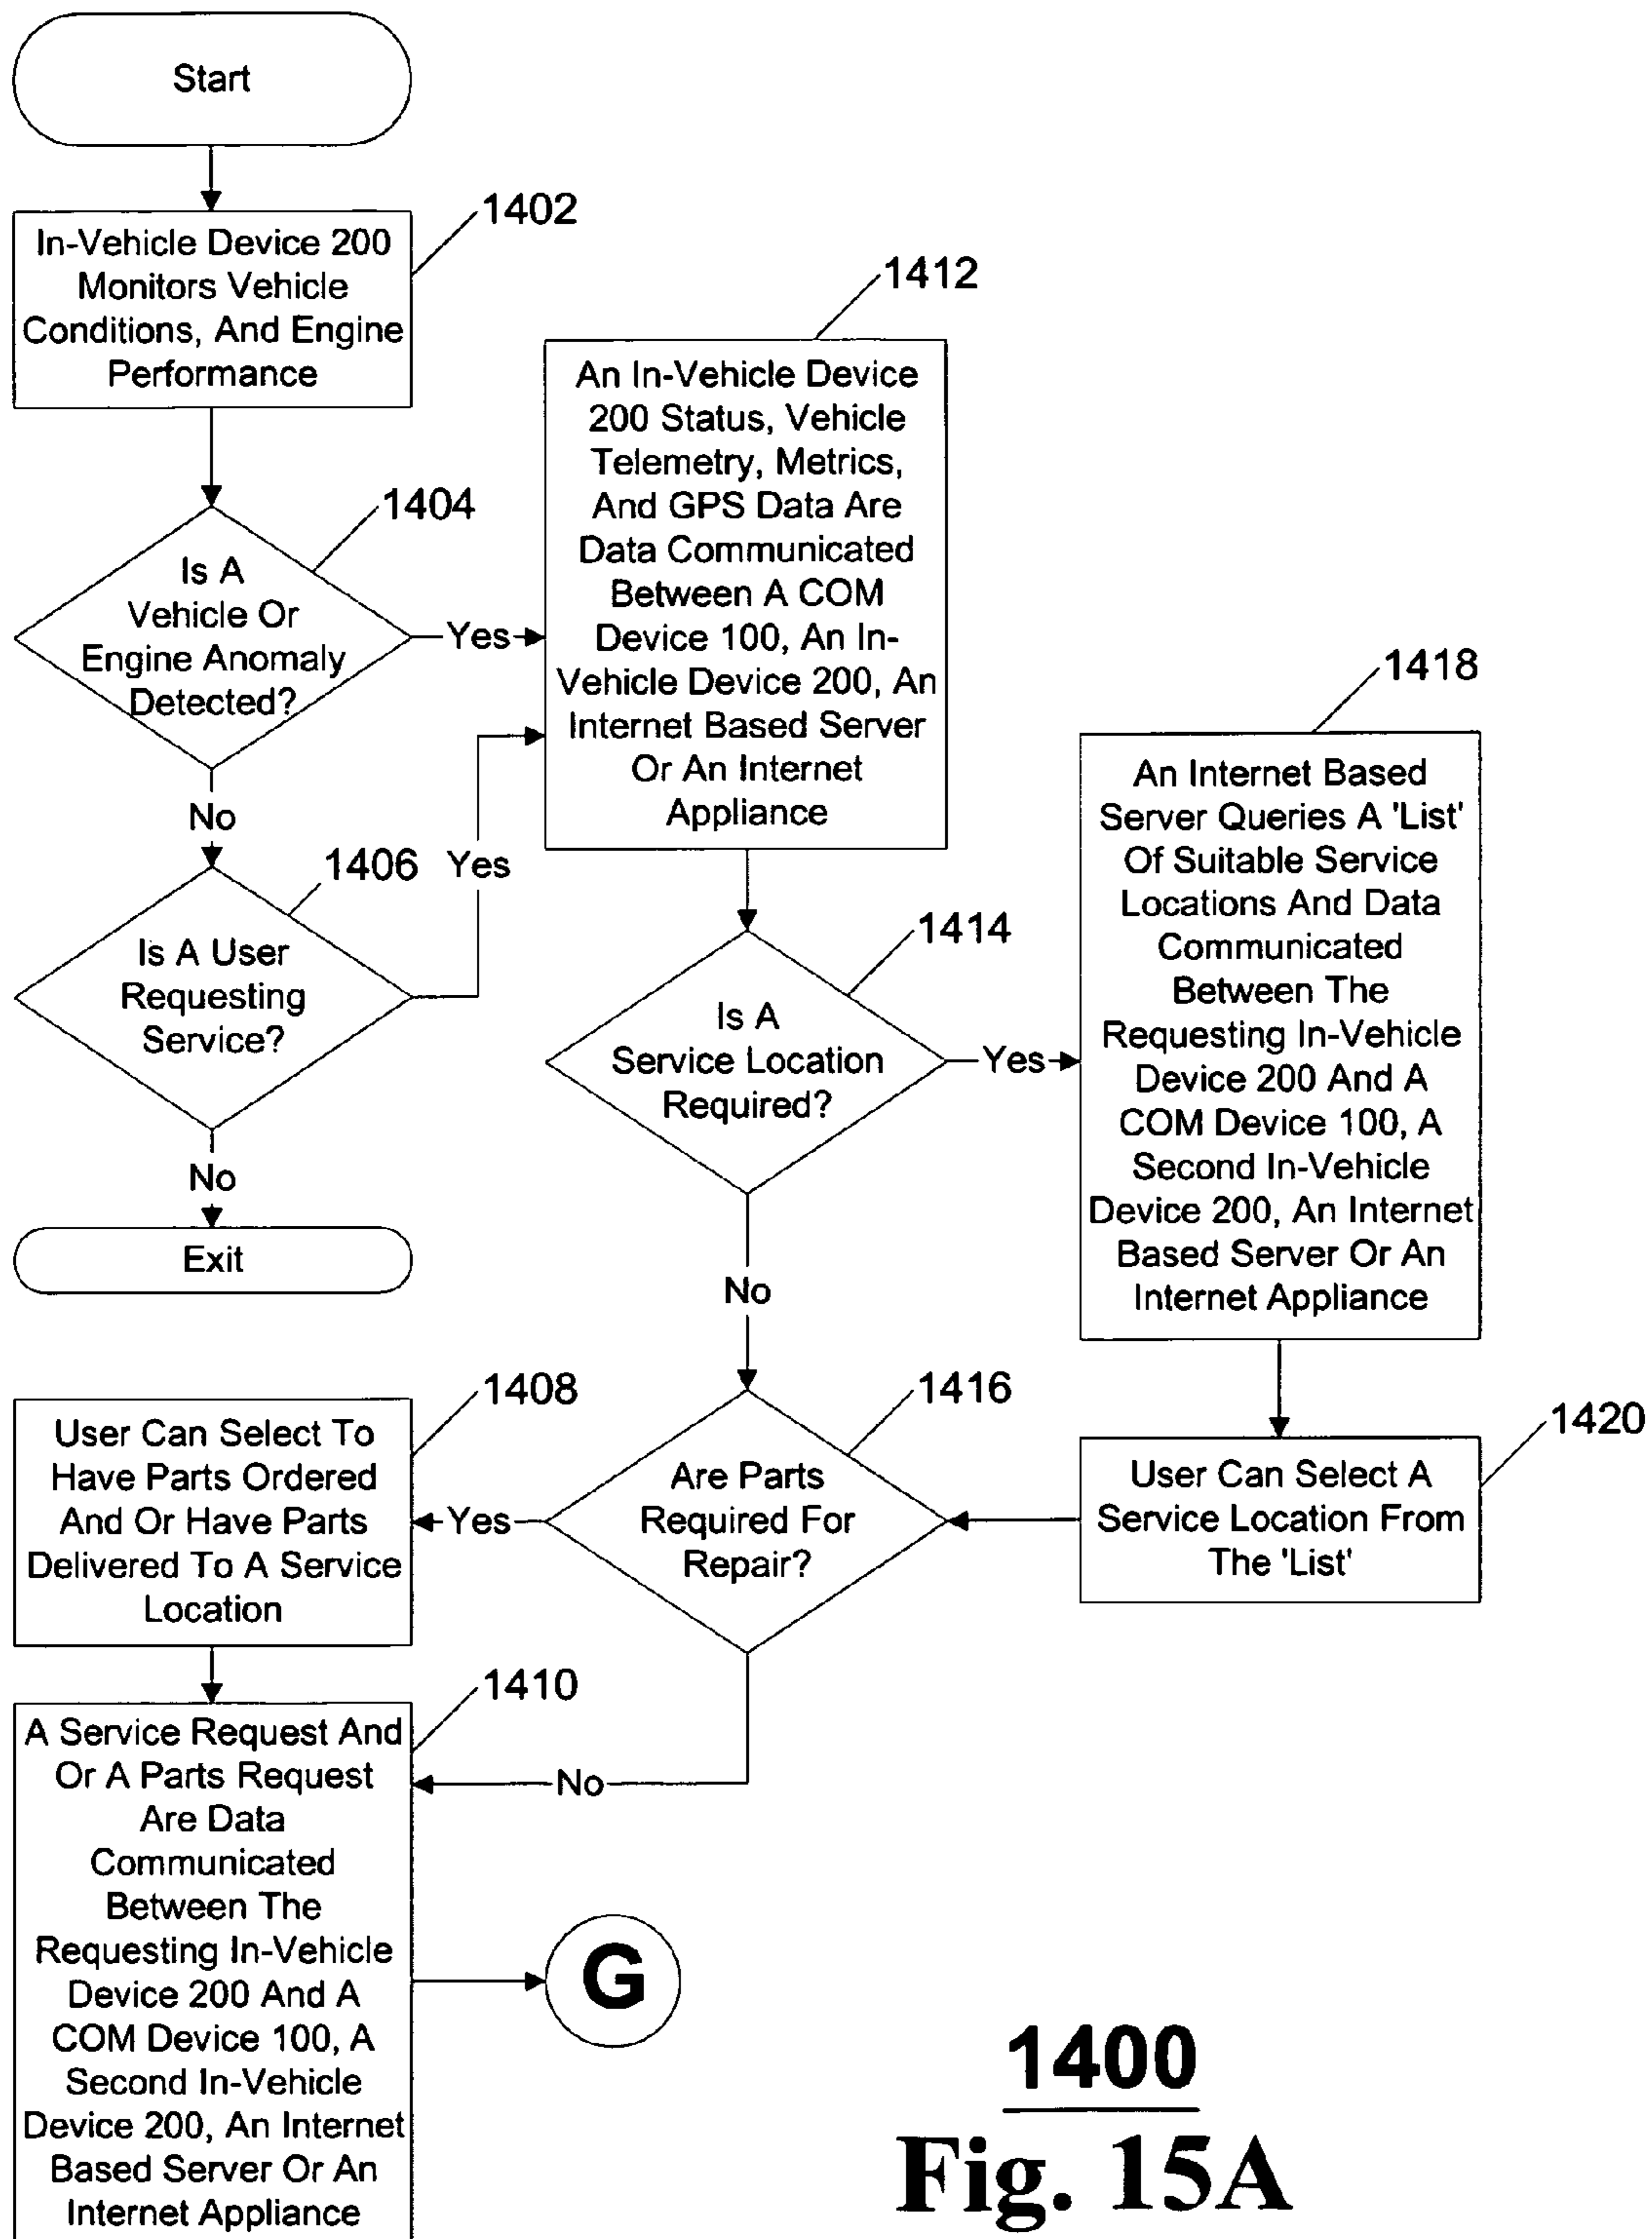 Start
1402
In-Vehicle Device 200
Monitors Vehicle
Conditions, And Engine
Performance
1404
Is A
Vehicle Or
Engine Anomaly
Detected?
Yes
No
1406
Is A User
Requesting
Service?
Yes
No
Exit
1412
An In-Vehicle Device
200 Status, Vehicle
Telemetry, Metrics,
And GPS Data Are
Data Communicated
Between A COM
Device 100, An In-
Vehicle Device 200, An
Internet Based Server
Or An Internet
Appliance
1414
Is A
Service Location
Required?
Yes
No
1418
An Internet Based
Server Queries A 'List'
Of Suitable Service
Locations And Data
Communicated
Between The
Requesting In-Vehicle
Device 200 And A
COM Device 100, A
Second In-Vehicle
Device 200, An Internet
Based Server Or An
Internet Appliance
1420
User Can Select A
Service Location From
The 'List'
1416
Are Parts
Required For
Repair?
Yes
No
1408
User Can Select To
Have Parts Ordered
And Or Have Parts
Delivered To A Service
Location
1410
A Service Request And
Or A Parts Request
Are Data
Communicated
Between The
Requesting In-Vehicle
Device 200 And A
COM Device 100, A
Second In-Vehicle
Device 200, An Internet
Based Server Or An
Internet Appliance
G
1400
Fig. 15A